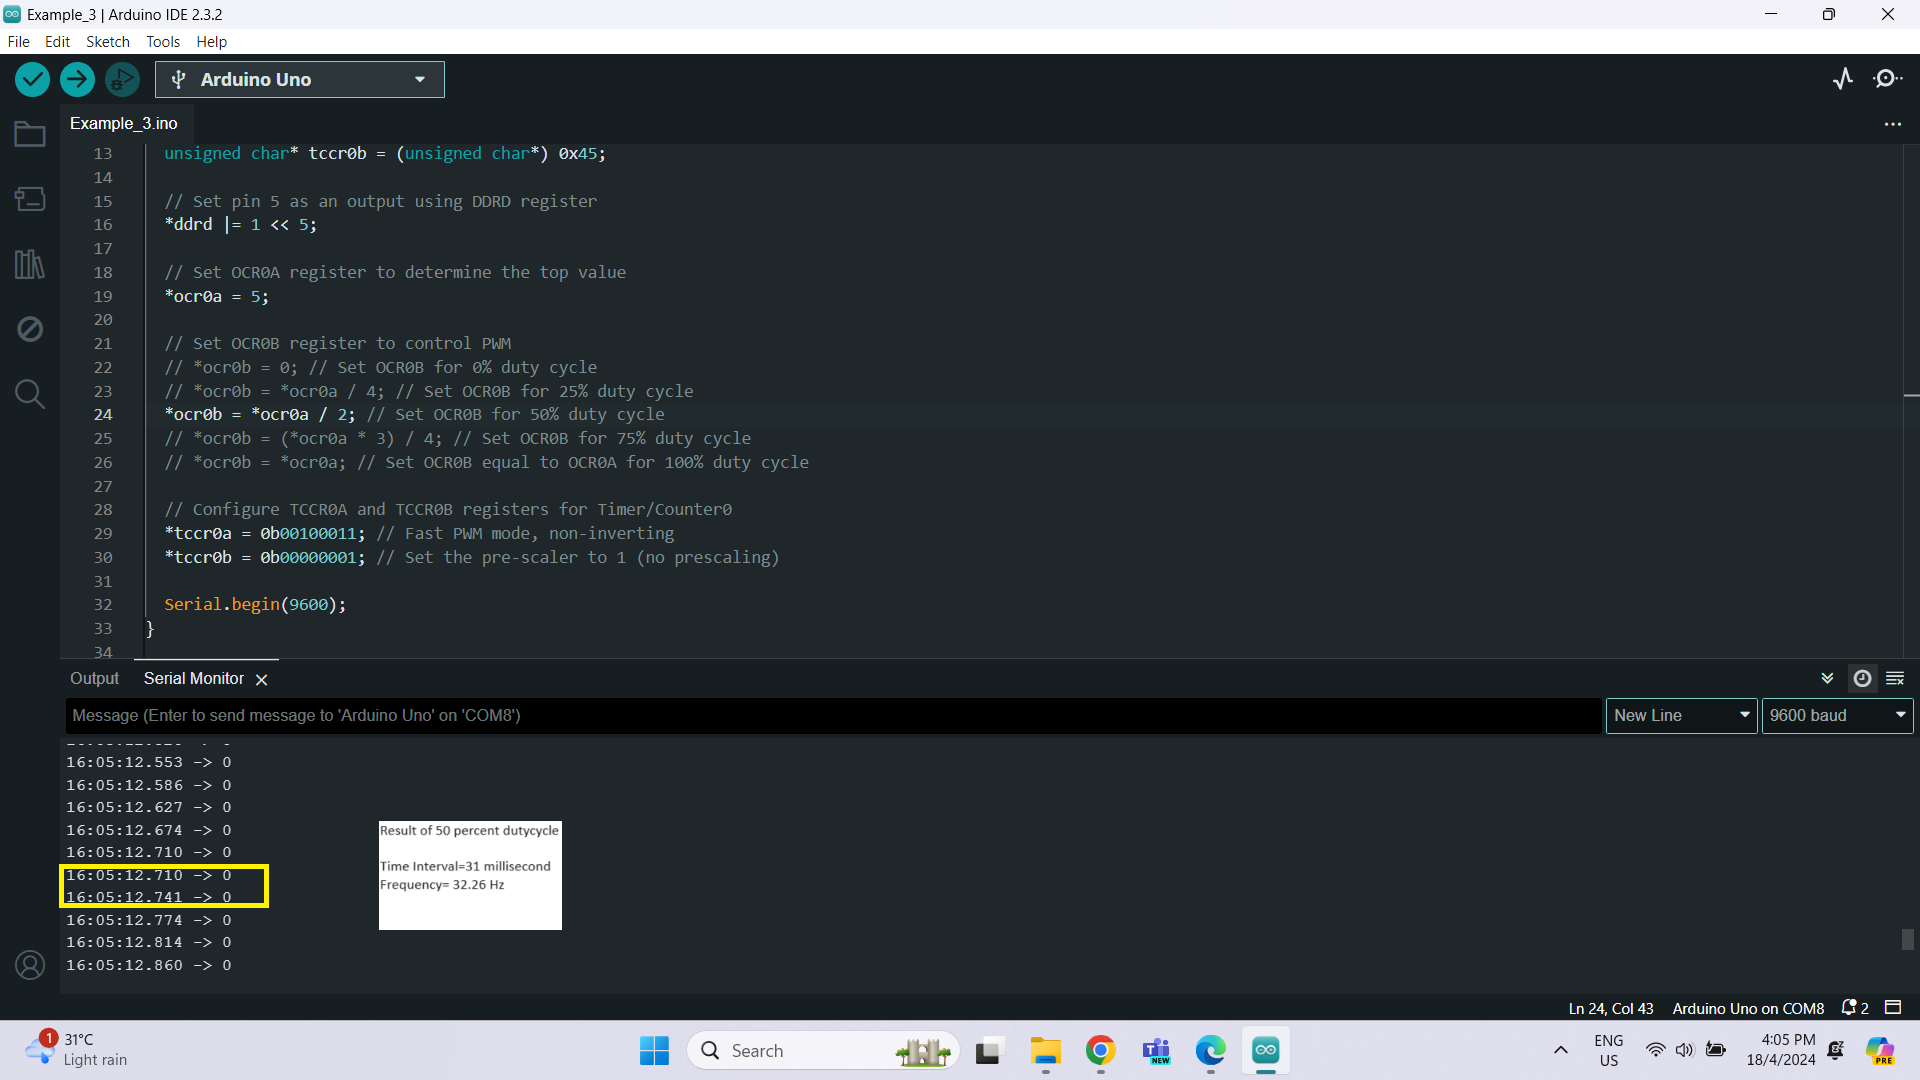 Example_3 | Arduino IDE 2.3.2
File Edit Sketch Tools Help
Arduino Uno
Example_3.ino
13 unsigned char* tccr0b = (unsigned char*) 0x45;
14
15 // Set pin 5 as an output using DDRD register
16 *ddrd |= 1 << 5;
17
18 // Set OCR0A register to determine the top value
19 *ocr0a = 5;
20
21 // Set OCR0B register to control PWM
22 // *ocr0b = 0; // Set OCR0B for 0% duty cycle
23 // *ocr0b = *ocr0a / 4; // Set OCR0B for 25% duty cycle
24 *ocr0b = *ocr0a / 2; // Set OCR0B for 50% duty cycle
25 // *ocr0b = (*ocr0a * 3) / 4; // Set OCR0B for 75% duty cycle
26 // *ocr0b = *ocr0a; // Set OCR0B equal to OCR0A for 100% duty cycle
27
28 // Configure TCCR0A and TCCR0B registers for Timer/Counter0
29 *tccr0a = 0b00100011; // Fast PWM mode, non-inverting
30 *tccr0b = 0b00000001; // Set the pre-scaler to 1 (no prescaling)
31
32 Serial.begin(9600);
33 }
34
Output Serial Monitor
Message (Enter to send message to 'Arduino Uno' on 'COM8')
New Line
9600 baud
16:05:12.553 -> 0
16:05:12.586 -> 0
16:05:12.627 -> 0
16:05:12.674 -> 0
16:05:12.710 -> 0
16:05:12.710 -> 0
16:05:12.741 -> 0
16:05:12.774 -> 0
16:05:12.814 -> 0
16:05:12.860 -> 0
Result of 50 percent dutycycle
Time Interval=31 millisecond
Frequency= 32.26 Hz
Ln 24, Col 43 Arduino Uno on COM8 2
1
31°C
Light rain
Search
NEW
ENG
US
4:05 PM
18/4/2024
PRE